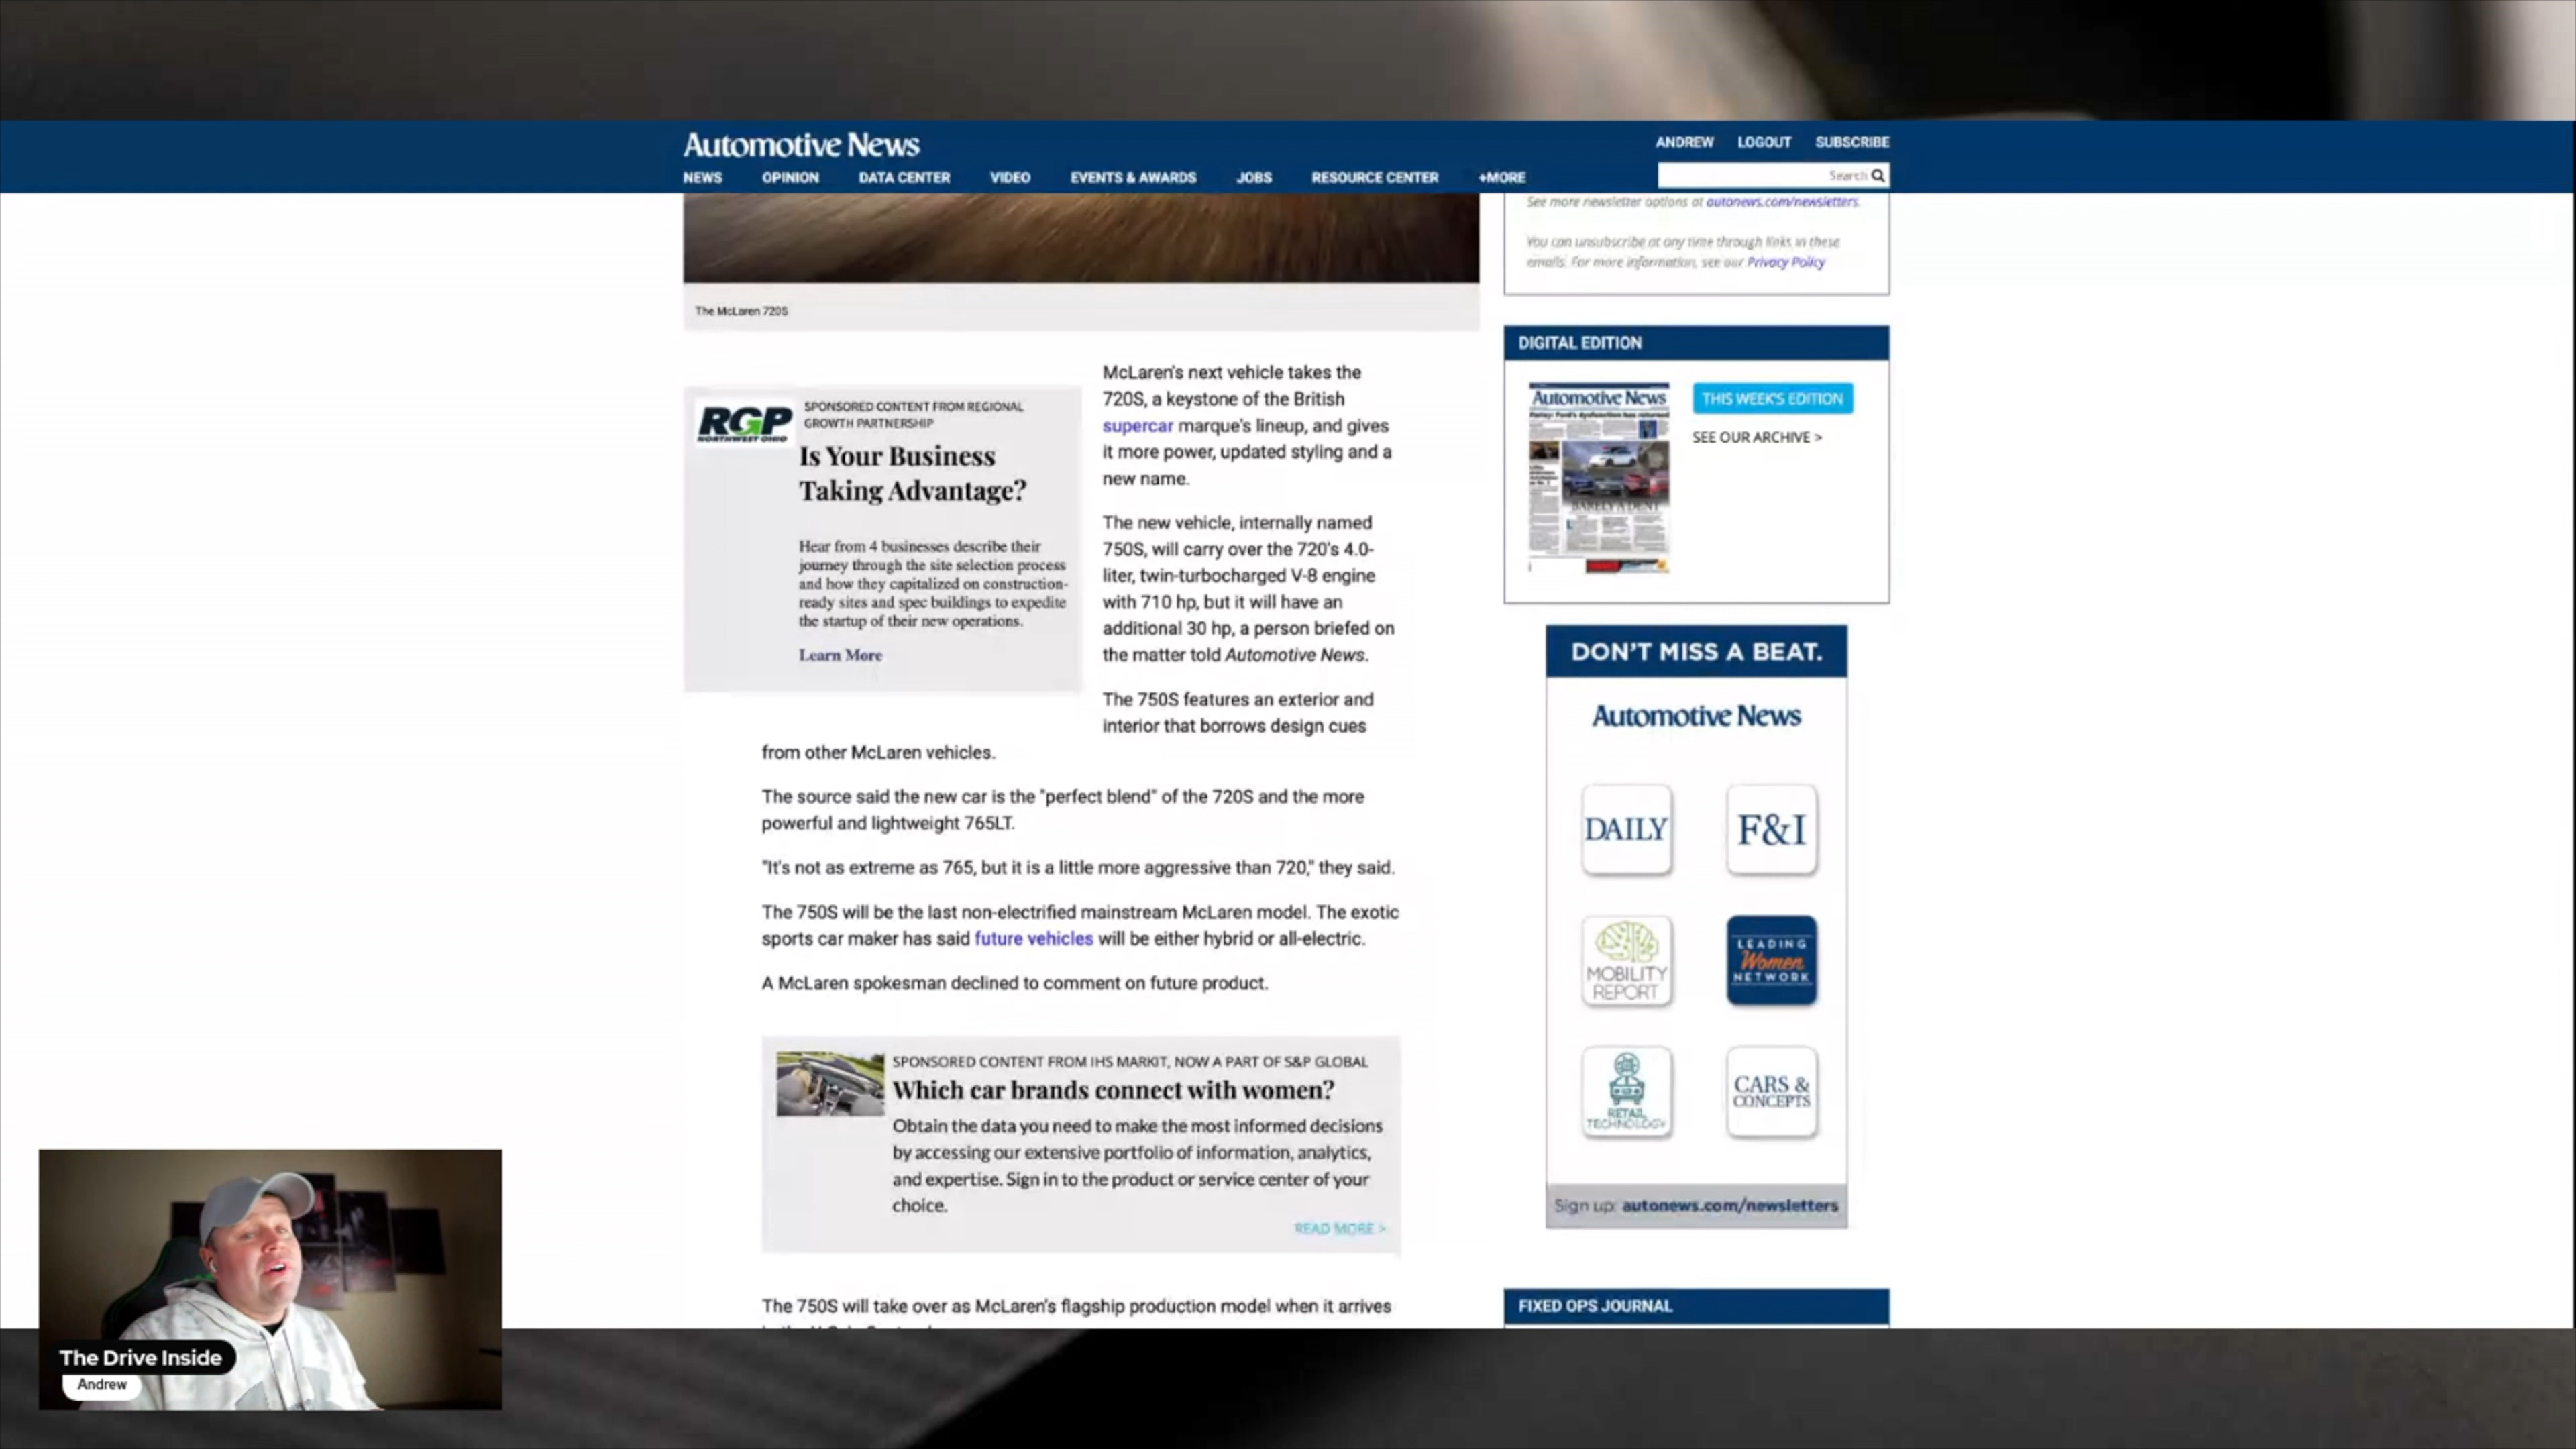 Automotive News
ANDREW LOGOUT SUBSCRIBE
NEWS OPINION DATA CENTER VIDEO EVENTS & AWARDS JOBS RESOURCE CENTER +MORE
Search
The McLaren 720S
SPONSORED CONTENT FROM REGIONAL
GROWTH PARTNERSHIP
RGP
NORTHWEST OHIO
Is Your Business
Taking Advantage?
Hear from 4 businesses describe their
journey through the site selection process
and how they capitalized on construction-
ready sites and spec buildings to expedite
the startup of their new operations.
Learn More
McLaren's next vehicle takes the
720S, a keystone of the British
supercar marque's lineup, and gives
it more power, updated styling and a
new name.
The new vehicle, internally named
750S, will carry over the 720's 4.0-
liter, twin-turbocharged V-8 engine
with 710 hp, but it will have an
additional 30 hp, a person briefed on
the matter told Automotive News.
The 750S features an exterior and
interior that borrows design cues
from other McLaren vehicles.
The source said the new car is the "perfect blend" of the 720S and the more
powerful and lightweight 765LT.
"It's not as extreme as 765, but it is a little more aggressive than 720," they said.
The 750S will be the last non-electrified mainstream McLaren model. The exotic
sports car maker has said future vehicles will be either hybrid or all-electric.
A McLaren spokesman declined to comment on future product.
SPONSORED CONTENT FROM IHS MARKIT, NOW A PART OF S&P GLOBAL
Which car brands connect with women?
Obtain the data you need to make the most informed decisions
by accessing our extensive portfolio of information, analytics,
and expertise. Sign in to the product or service center of your
choice.
READ MORE >
The 750S will take over as McLaren's flagship production model when it arrives
See more newsletter options at autonews.com/newsletters.
You can unsubscribe at any time through links in these
emails. For more information, see our Privacy Policy
DIGITAL EDITION
Automotive News
BARELY A DENT
THIS WEEK'S EDITION
SEE OUR ARCHIVE >
DON'T MISS A BEAT.
Automotive News
DAILY
F&I
MOBILITY
REPORT
LEADING
Women
NETWORK
RETAIL
TECHNOLOGY
CARS &
CONCEPTS
Sign up: autonews.com/newsletters
FIXED OPS JOURNAL
The Drive Inside
Andrew